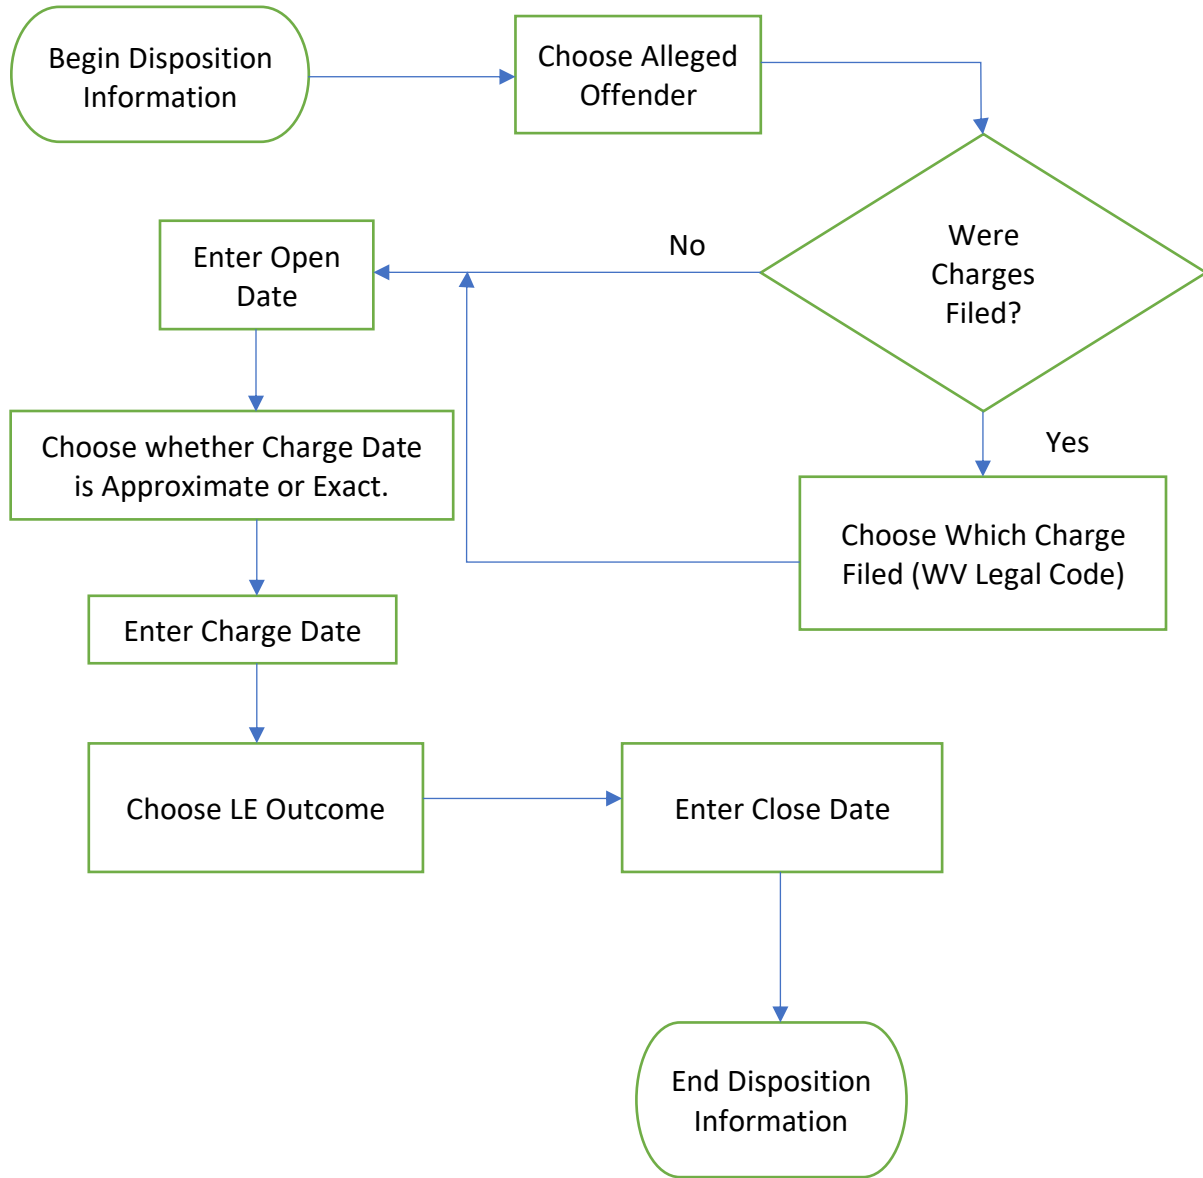 Begin Disposition
Information
Choose Alleged
Offender
Were
Charges
Filed?
No
Yes
Choose Which Charge
Filed (WV Legal Code)
Enter Open
Date
Choose whether Charge Date
is Approximate or Exact.
Enter Charge Date
Choose LE Outcome
Enter Close Date
End Disposition
Information